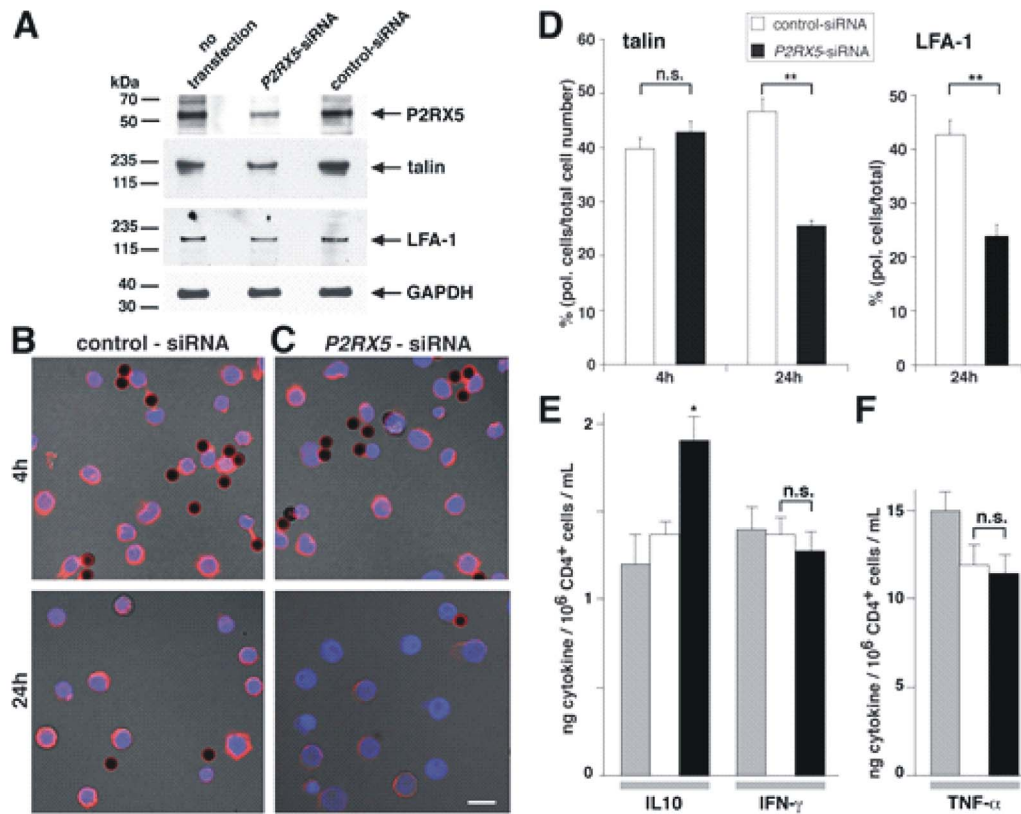 A
no transfection
P2RX5-siRNA
control-siRNA
kDa
70
50
P2RX5
235
115
talin
235
115
LFA-1
40
30
GAPDH
B control - siRNA
C P2RX5 - siRNA
4h
24h
D
control-siRNA
P2RX5-siRNA
talin
LFA-1
n.s.
**
**
% (pol. cells/total cell number)
60
50
40
30
20
10
0
4h
24h
% (pol. cells/total)
50
40
30
20
10
0
24h
E
ng cytokine / 10⁶ CD4⁺ cells / mL
2
1
0
*
n.s.
IL10
IFN-γ
F
ng cytokine / 10⁶ CD4⁺ cells / mL
15
10
15
0
n.s.
TNF-α